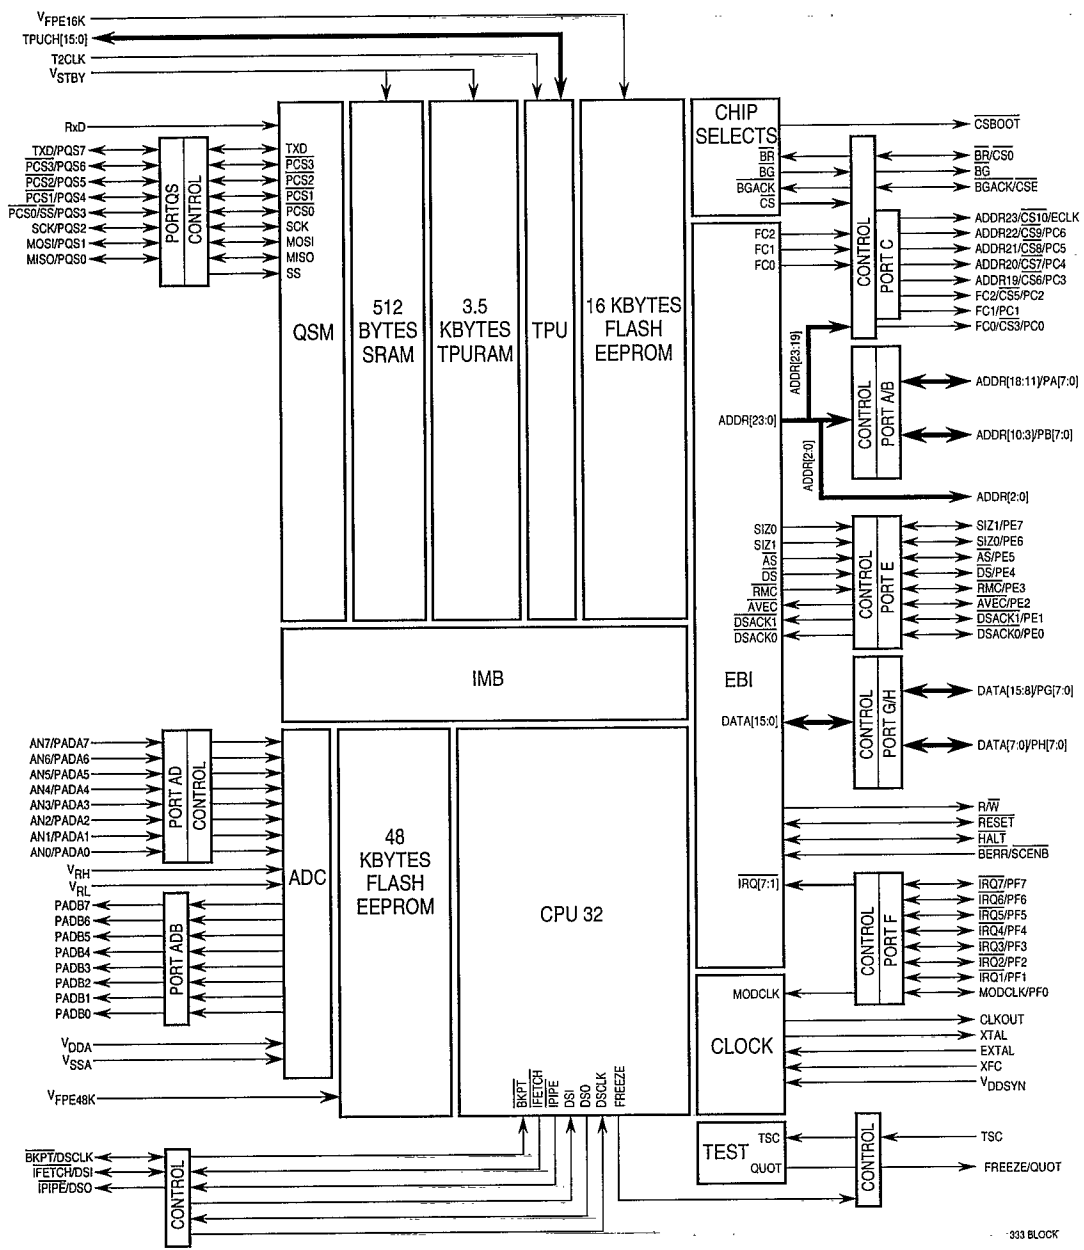 VFPE16K
TPUCH[15:0]
T2CLK
VSTBY
RxD
TXD/PQS7
PCS3/PQS6
PCS2/PQS5
PCS1/PQS4
PCS0/SS/PQS3
SCK/PQS2
MOSI/PQS1
MISO/PQS0
PORTQS
CONTROL
TXD
PCS3
PCS2
PCS1
PCS0
SCK
MOSI
MISO
SS
QSM
512
BYTES
SRAM
3.5
KBYTES
TPURAM
TPU
16 KBYTES
FLASH
EEPROM
CHIP
SELECTS
BR
BG
BGACK
CS
CSBOOT
CONTROL
PORT C
BR/CS0
BG
BGACK/CSE
ADDR23/CS10/ECLK
ADDR22/CS9/PC6
ADDR21/CS8/PC5
ADDR20/CS7/PC4
ADDR19/CS6/PC3
FC2/CS5/PC2
FC1/PC1
FC0/CS3/PC0
FC2
FC1
FC0
ADDR[23:19]
ADDR[23:0]
ADDR[2:0]
CONTROL
PORT A/B
ADDR[18:11]/PA[7:0]
ADDR[10:3]/PB[7:0]
ADDR[2:0]
SIZ0
SIZ1
AS
DS
RMC
AVEC
DSACK1
DSACK0
CONTROL
PORT E
SIZ1/PE7
SIZ0/PE6
AS/PE5
DS/PE4
RMC/PE3
AVEC/PE2
DSACK1/PE1
DSACK0/PE0
IMB
EBI
DATA[15:0]
CONTROL
PORT G/H
DATA[15:8]/PG[7:0]
DATA[7:0]/PH[7:0]
R/W
RESET
HALT
BERR/SCENB
IRQ[7:1]
CONTROL
PORT F
IRQ7/PF7
IRQ6/PF6
IRQ5/PF5
IRQ4/PF4
IRQ3/PF3
IRQ2/PF2
IRQ1/PF1
MODCLK/PF0
AN7/PADA7
AN6/PADA6
AN5/PADA5
AN4/PADA4
AN3/PADA3
AN2/PADA2
AN1/PADA1
AN0/PADA0
PORT AD
CONTROL
VRH
VRL
PADB7
PADB6
PADB5
PADB4
PADB3
PADB2
PADB1
PADB0
PORT ADB
VDDA
VSSA
VFPE48K
ADC
48
KBYTES
FLASH
EEPROM
CPU 32
BKPT
IFETCH
IPIPE
DSI
DSO
DSCLK
FREEZE
MODCLK
CLOCK
CLKOUT
XTAL
EXTAL
XFC
VDDSYN
TEST
TSC
QUOT
CONTROL
TSC
FREEZE/QUOT
BKPT/DSCLK
IFETCH/DSI
IPIPE/DSO
CONTROL
333 BLOCK